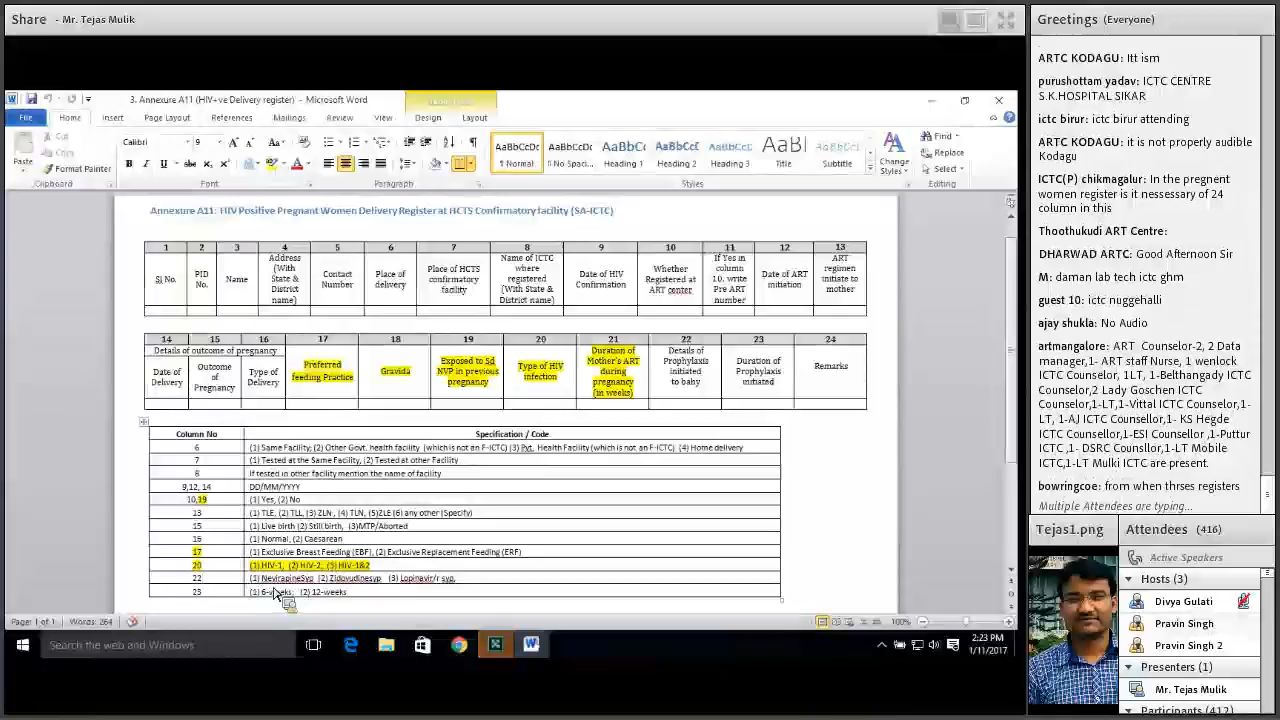 Share - Mr. Tejas Mulik
3. Annexure A11 (HIV+ve Delivery register) - Microsoft Word
File Home Insert Page Layout References Mailings Review View Design Layout
Paste
Cut
Copy
Format Painter
Clipboard
Calibri 9
Font
Paragraph
AaBbCcDc AaBbCcDc AaBbC AaBbCc AaBbCcD AaB AaBbCcl
¶ Normal ¶ No Spaci... Heading 1 Heading 2 Heading 3 Title Subtitle
Styles
Change Styles
Find
Replace
Select
Editing
Annexure A11: HIV Positive Pregnant Women Delivery Register at HCTS Confirmatory facility (SA-ICTC)
1 2 3 4 5 6 7 8 9 10 11 12 13
Sl No.
PID No.
Name
Address (With State & District name)
Contact Number
Place of delivery
Place of HCTS confirmatory facility
Name of ICTC where registered (With State & District name)
Date of HIV Confirmation
Whether Registered at ART center
If Yes in column 10, write Pre ART number
Date of ART initiation
ART regimen initiate to mother
14 15 16 17 18 19 20 21 22 23 24
Details of outcome of pregnancy
Date of Delivery
Outcome of Pregnancy
Type of Delivery
Preferred feeding Practice
Gravida
Exposed to Sd NVP in previous pregnancy
Type of HIV infection
Duration of Mother's ART during pregnancy (in weeks)
Details of Prophylaxis initiated to baby
Duration of Prophylaxis initiated
Remarks
Column No Specification / Code
6 (1) Same Facility; (2) Other Govt. health facility (which is not an F-ICTC) (3) Pvt. Health Facility (which is not an F-ICTC) (4) Home delivery
7 (1) Tested at the Same Facility, (2) Tested at other Facility
8 If tested in other facility mention the name of facility
9,12, 14 DD/MM/YYYY
10,19 (1) Yes, (2) No
13 (1) TLE, (2) TLL, (3) ZLN , (4) TLN, (5)ZLE (6) any other (Specify)
15 (1) Live birth (2) Still birth, (3)MTP/Aborted
16 (1) Normal, (2) Caesarean
17 (1) Exclusive Breast Feeding (EBF), (2) Exclusive Replacement Feeding (ERF)
20 (1) HIV-1, (2) HIV-2, (3) HIV-1&2
22 (1) NevirapineSyp (2) Zidovudinesyp (3) Lopinavir/r syp,
23 (1) 6-weeks; (2) 12-weeks
Page: 1 of 1 Words: 264 100%
Search the web and Windows
2:23 PM
1/11/2017
Greetings (Everyone)
ARTC KODAGU: Itt ism
purushottam yadav: ICTC CENTRE
S.K.HOSPITAL SIKAR
ictc birur: ictc birur attending
ARTC KODAGU: it is not properly audible
Kodagu
ICTC(P) chikmagalur: In the pregnent
women register is it nessessary of 24
column in this
Thoothukudi ART Centre:
DHARWAD ARTC: Good Afternoon Sir
M: daman lab tech ictc ghm
guest 10: ictc nuggehalli
ajay shukla: No Audio
artmangalore: ART Counselor-2, 2 Data
manager,1- ART staff Nurse, 1 wenlock
ICTC Counselor, 1LT, 1-Belthangady ICTC
Counselor,2 Lady Goschen ICTC
Counselor,1-LT,1-Vittal ICTC Counselor,1-
LT, 1-AJ ICTC Counsellor,1- KS Hegde
ICTC Counsellor,1-ESI Counselor ,1-Puttur
ICTC , 1- DSRC Counsllor,1-LT Mobile
ICTC,1-LT Mulki ICTC are present.
bowringcoe: from when thrses registers
Multiple Attendees are typing...
Tejas1.png
Attendees (416)
Active Speakers
Hosts (3)
Divya Gulati
Pravin Singh
Pravin Singh 2
Presenters (1)
Mr. Tejas Mulik
Participants (412)